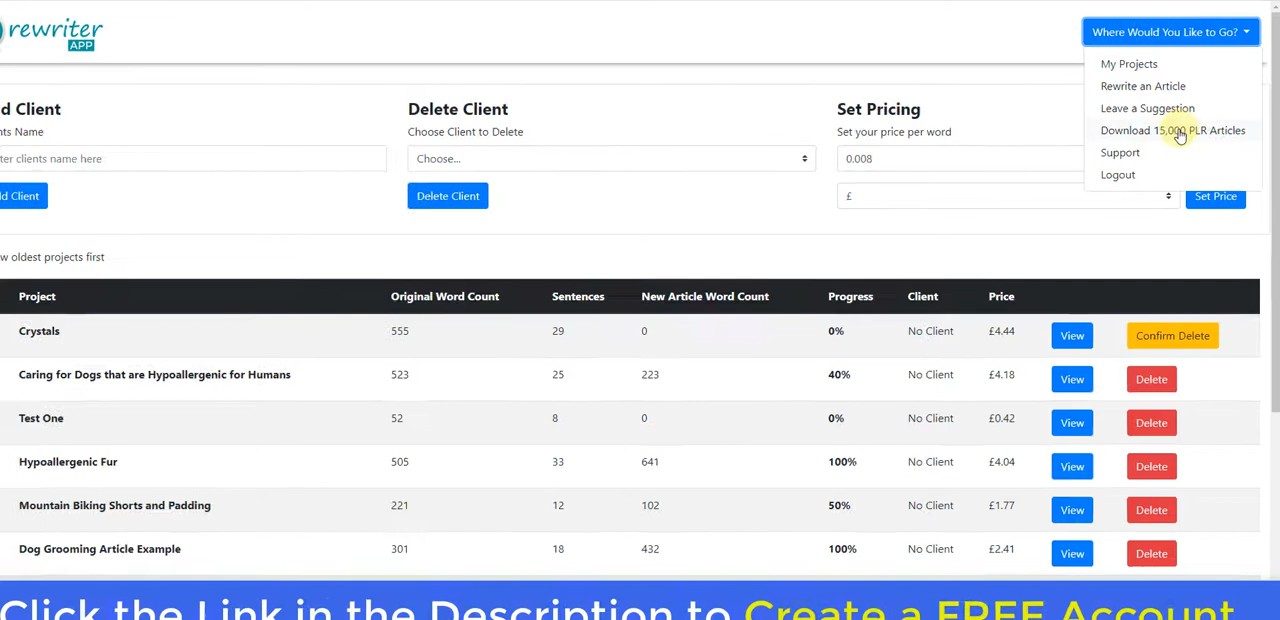 rewriter
APP
Where Would You Like to Go?
My Projects
Rewrite an Article
Leave a Suggestion
Download 15,000 PLR Articles
Support
Logout
d Client
nts Name
ter clients name here
d Client
Delete Client
Choose Client to Delete
Choose...
Delete Client
Set Pricing
Set your price per word
0.008
£
Set Price
w oldest projects first
Project Original Word Count Sentences New Article Word Count Progress Client Price
Crystals 555 29 0 0% No Client £4.44 View Confirm Delete
Caring for Dogs that are Hypoallergenic for Humans 523 25 223 40% No Client £4.18 View Delete
Test One 52 8 0 0% No Client £0.42 View Delete
Hypoallergenic Fur 505 33 641 100% No Client £4.04 View Delete
Mountain Biking Shorts and Padding 221 12 102 50% No Client £1.77 View Delete
Dog Grooming Article Example 301 18 432 100% No Client £2.41 View Delete
Click the Link in the Description to Create a FREE Account